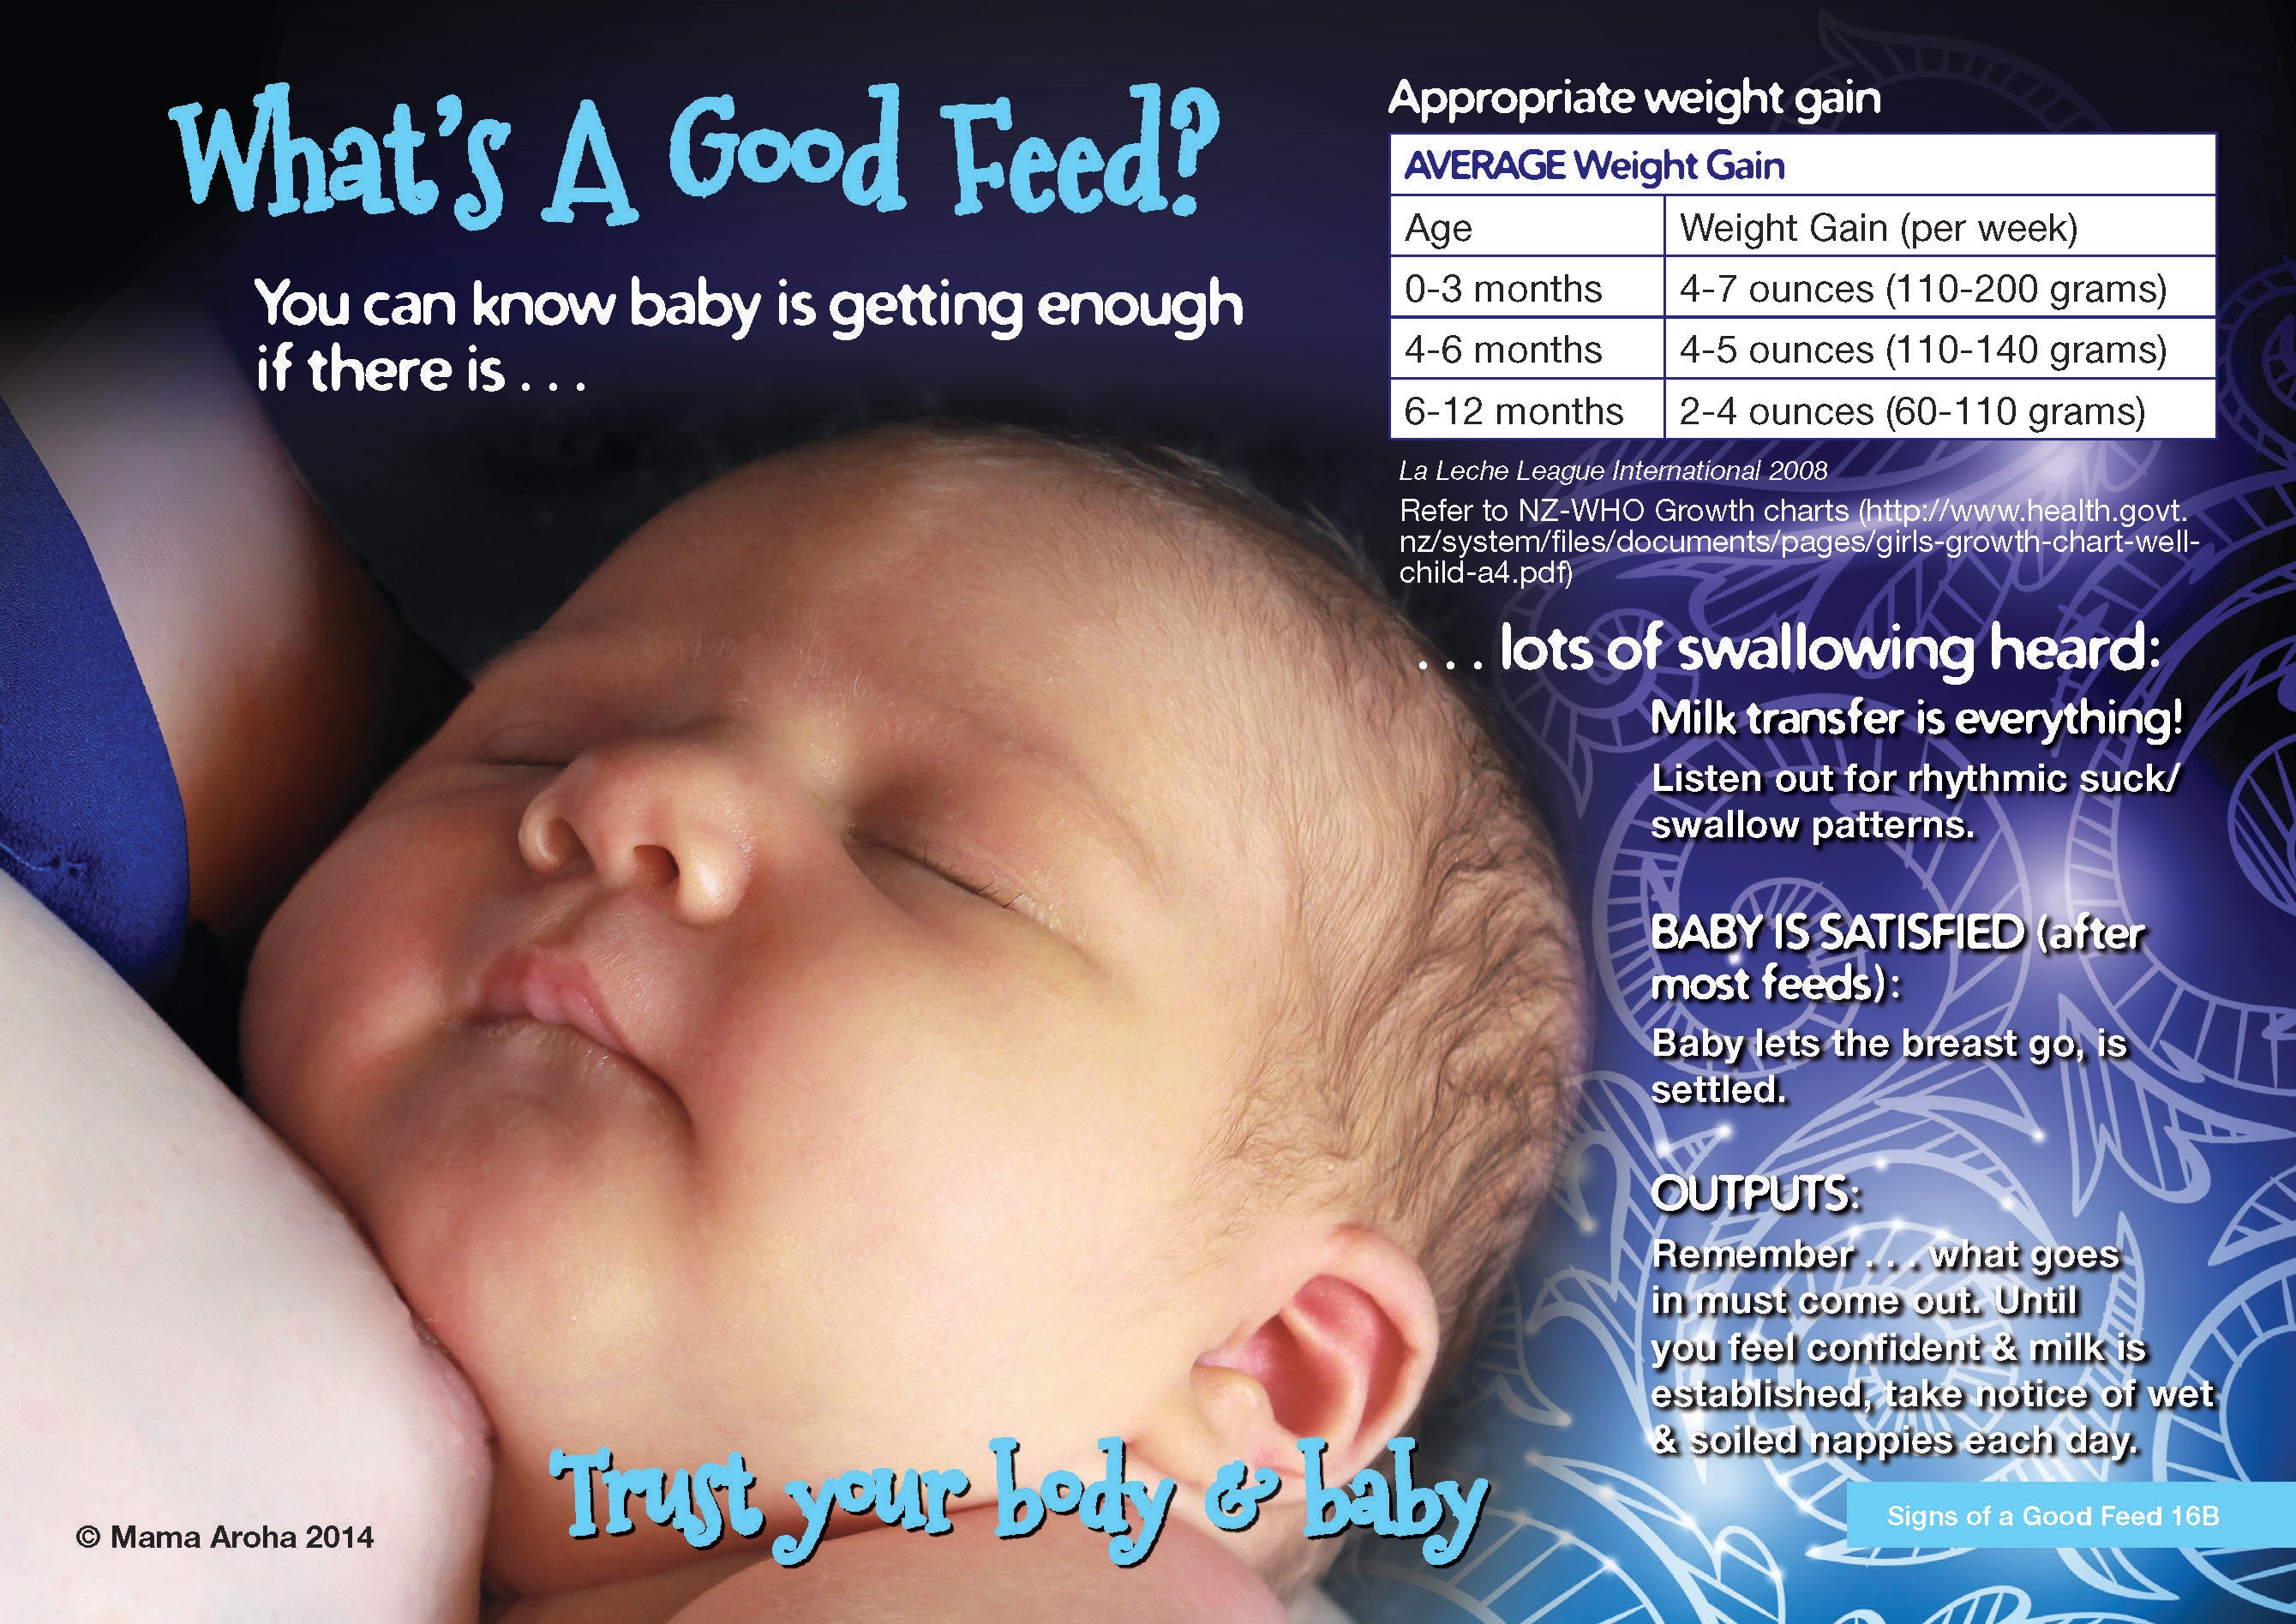 What's A Good Feed?
You can know baby is getting enough
if there is . . .
Appropriate weight gain
AVERAGE Weight Gain
Age Weight Gain (per week)
0-3 months 4-7 ounces (110-200 grams)
4-6 months 4-5 ounces (110-140 grams)
6-12 months 2-4 ounces (60-110 grams)
La Leche League International 2008
Refer to NZ-WHO Growth charts (http://www.health.govt.
nz/system/files/documents/pages/girls-growth-chart-well-
child-a4.pdf)
. . . lots of swallowing heard:
Milk transfer is everything!
Listen out for rhythmic suck/
swallow patterns.
BABY IS SATISFIED (after
most feeds):
Baby lets the breast go, is
settled.
OUTPUTS:
Remember . . . what goes
in must come out. Until
you feel confident & milk is
established, take notice of wet
& soiled nappies each day.
Trust your body & baby
© Mama Aroha 2014
Signs of a Good Feed 16B